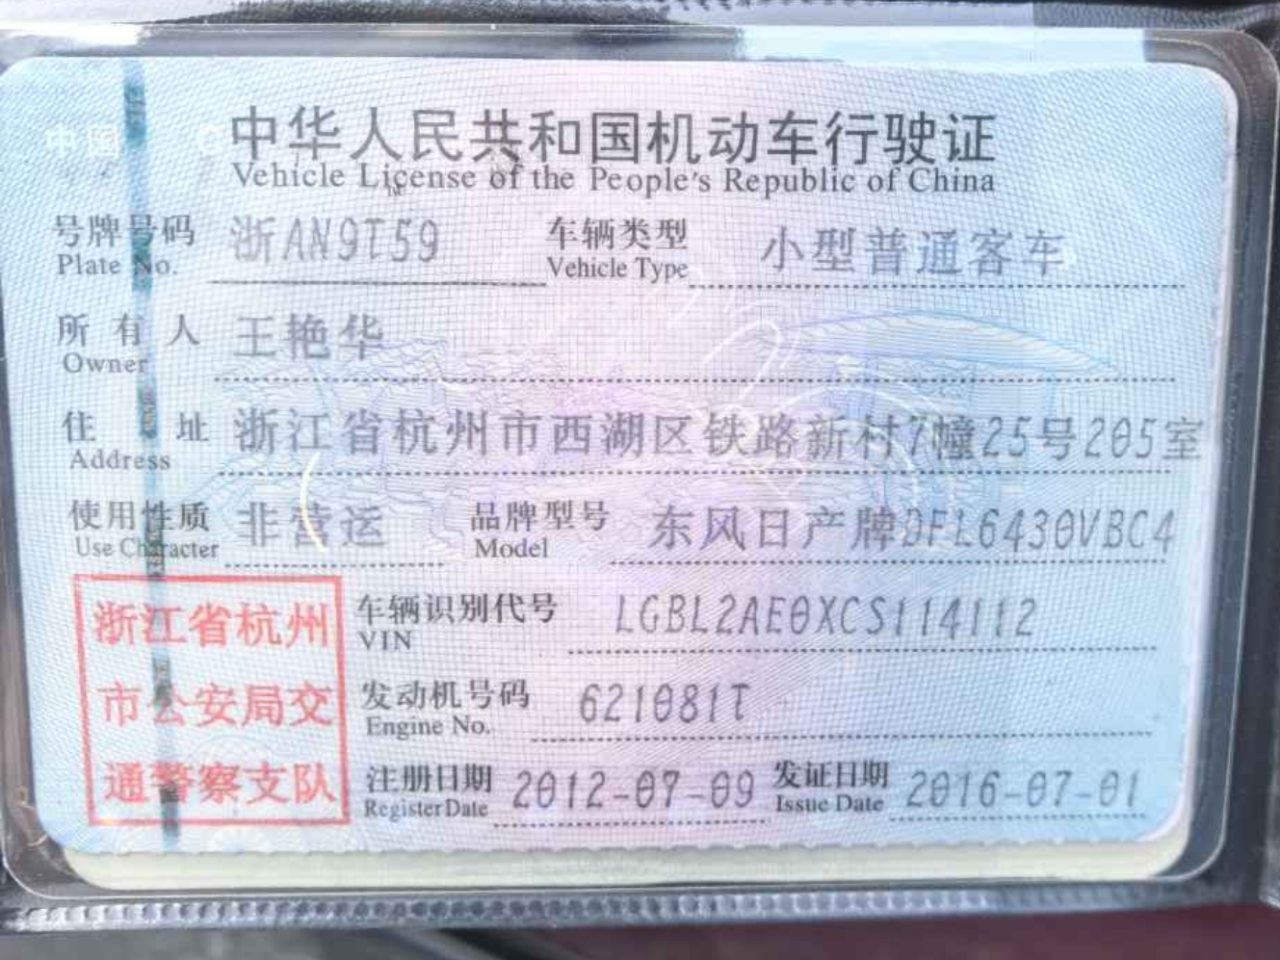 中华人民共和国机动车行驶证
Vehicle License of the People's Republic of China
号牌号码 浙AN9T59 车辆类型 小型普通客车
Plate No. Vehicle Type
所有人 王艳华
Owner
住址 浙江省杭州市西湖区铁路新村7幢25号205室
Address
使用性质 非营运 品牌型号 东风日产牌DFL6430VBC4
Use Character Model
浙江省杭州
市公安局交
通警察支队
车辆识别代号 LGBL2AE0XCS114112
VIN
发动机号码 621081T
Engine No.
注册日期 2012-07-09 发证日期 2016-07-01
Register Date Issue Date